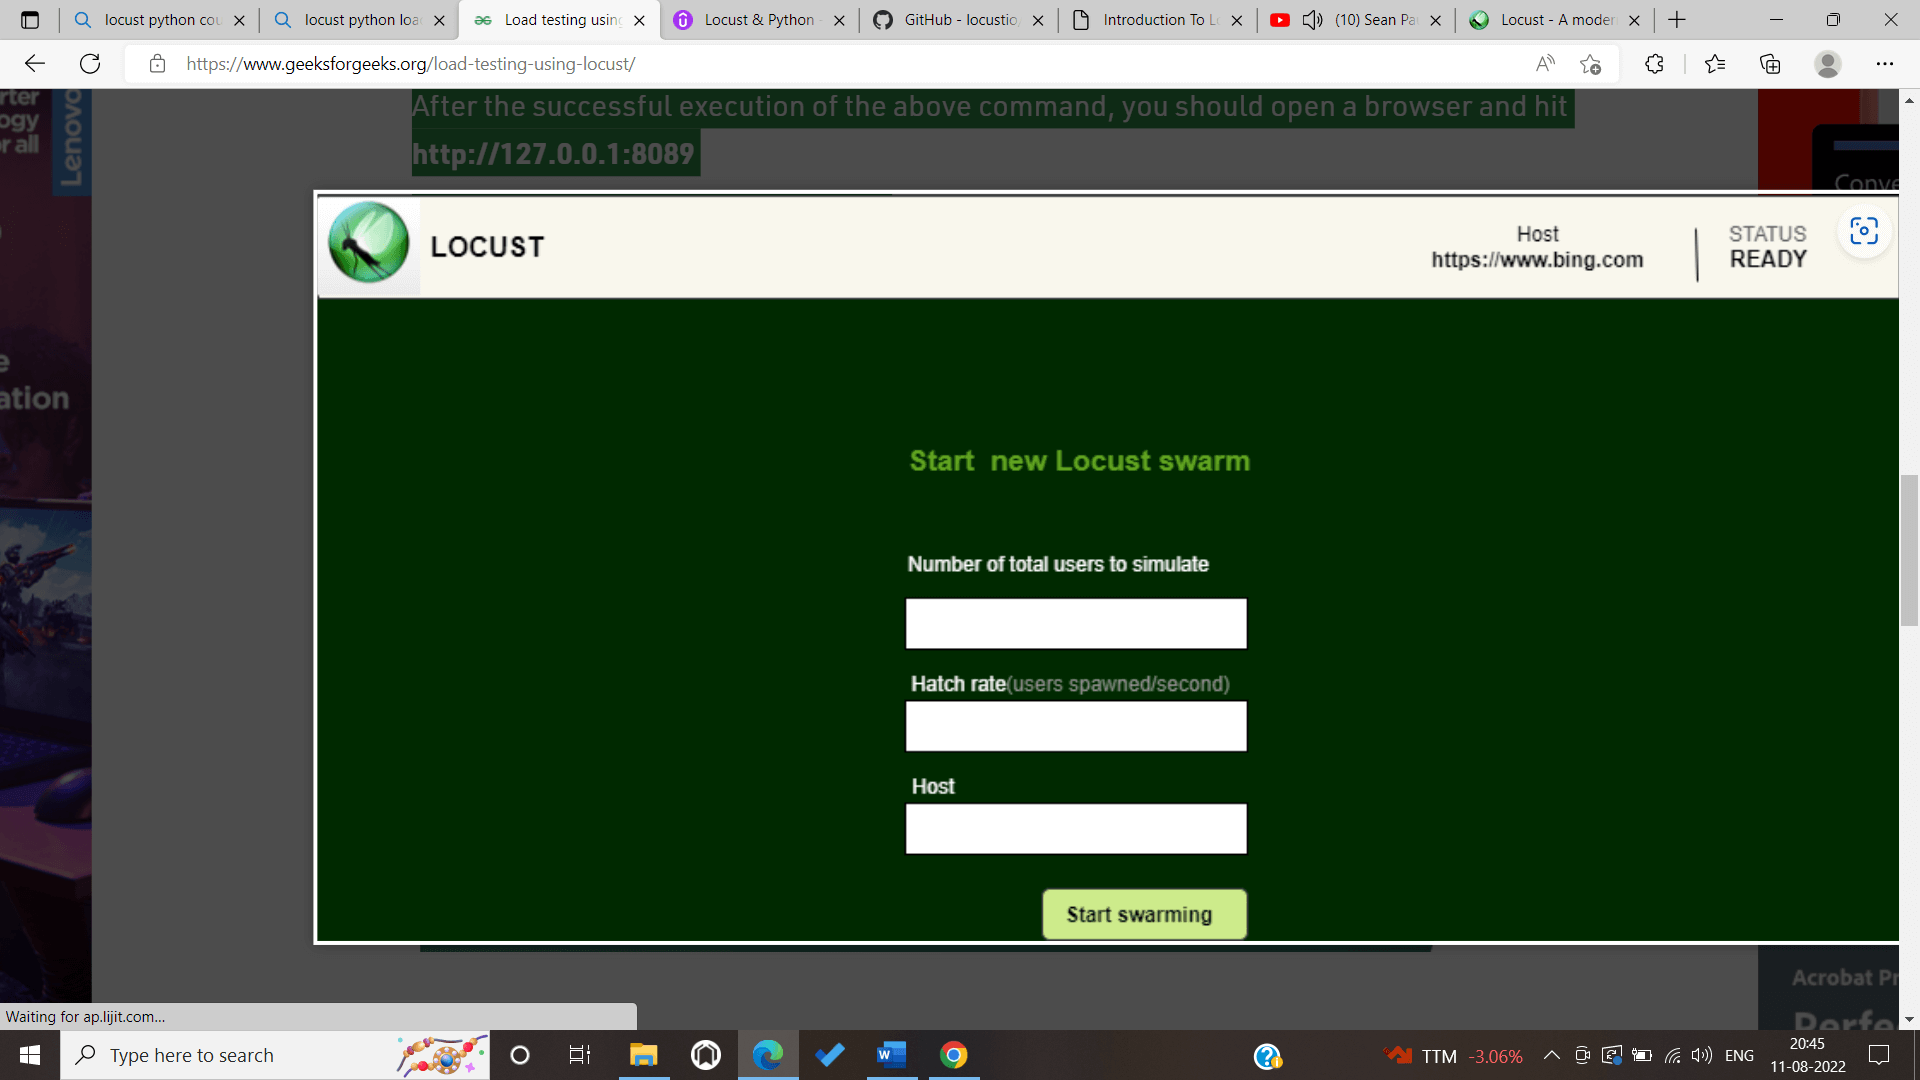 locust python cou
locust python loa
Load testing using
Locust & Python -
GitHub - locustio
Introduction To Lo
(10) Sean Pa
Locust - A modern
https://www.geeksforgeeks.org/load-testing-using-locust/
After the successful execution of the above command, you should open a browser and hit
http://127.0.0.1:8089
rter
ogy
r all
Lenovo
Conve
LOCUST
Host
https://www.bing.com
STATUS
READY
e
ation
Start new Locust swarm
Number of total users to simulate
Hatch rate(users spawned/second)
Host
Start swarming
Acrobat Pr
Perfe
Waiting for ap.lijit.com...
Type here to search
TTM -3.06%
ENG
20:45
11-08-2022